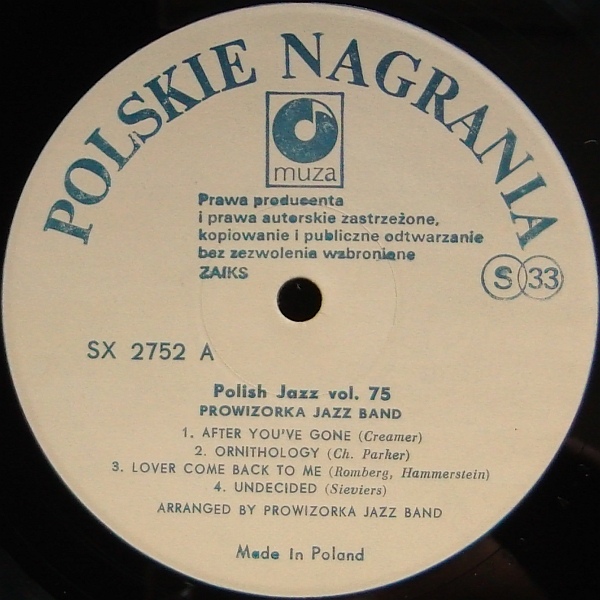 POLSKIE NAGRANIA
muza
Prawa producenta
i prawa autorskie zastrzeżone,
kopiowanie i publiczne odtwarzanie
bez zezwolenia wzbronione
ZAIKS
S 33
SX 2752 A
Polish Jazz vol. 75
PROWIZORKA JAZZ BAND
1. AFTER YOU'VE GONE (Creamer)
2. ORNITHOLOGY (Ch. Parker)
3. LOVER COME BACK TO ME (Romberg, Hammerstein)
4. UNDECIDED (Sieviers)
ARRANGED BY PROWIZORKA JAZZ BAND
Made In Poland